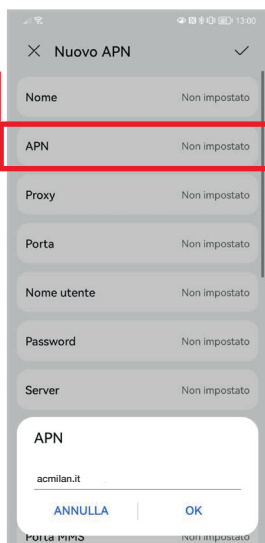 13:00
Nuovo APN
Nome Non impostato
APN Non impostato
Proxy Non impostato
Porta Non impostato
Nome utente Non impostato
Password Non impostato
Server Non impostato
APN
acmilan.it
ANNULLA OK
Porta MMS Non impostato